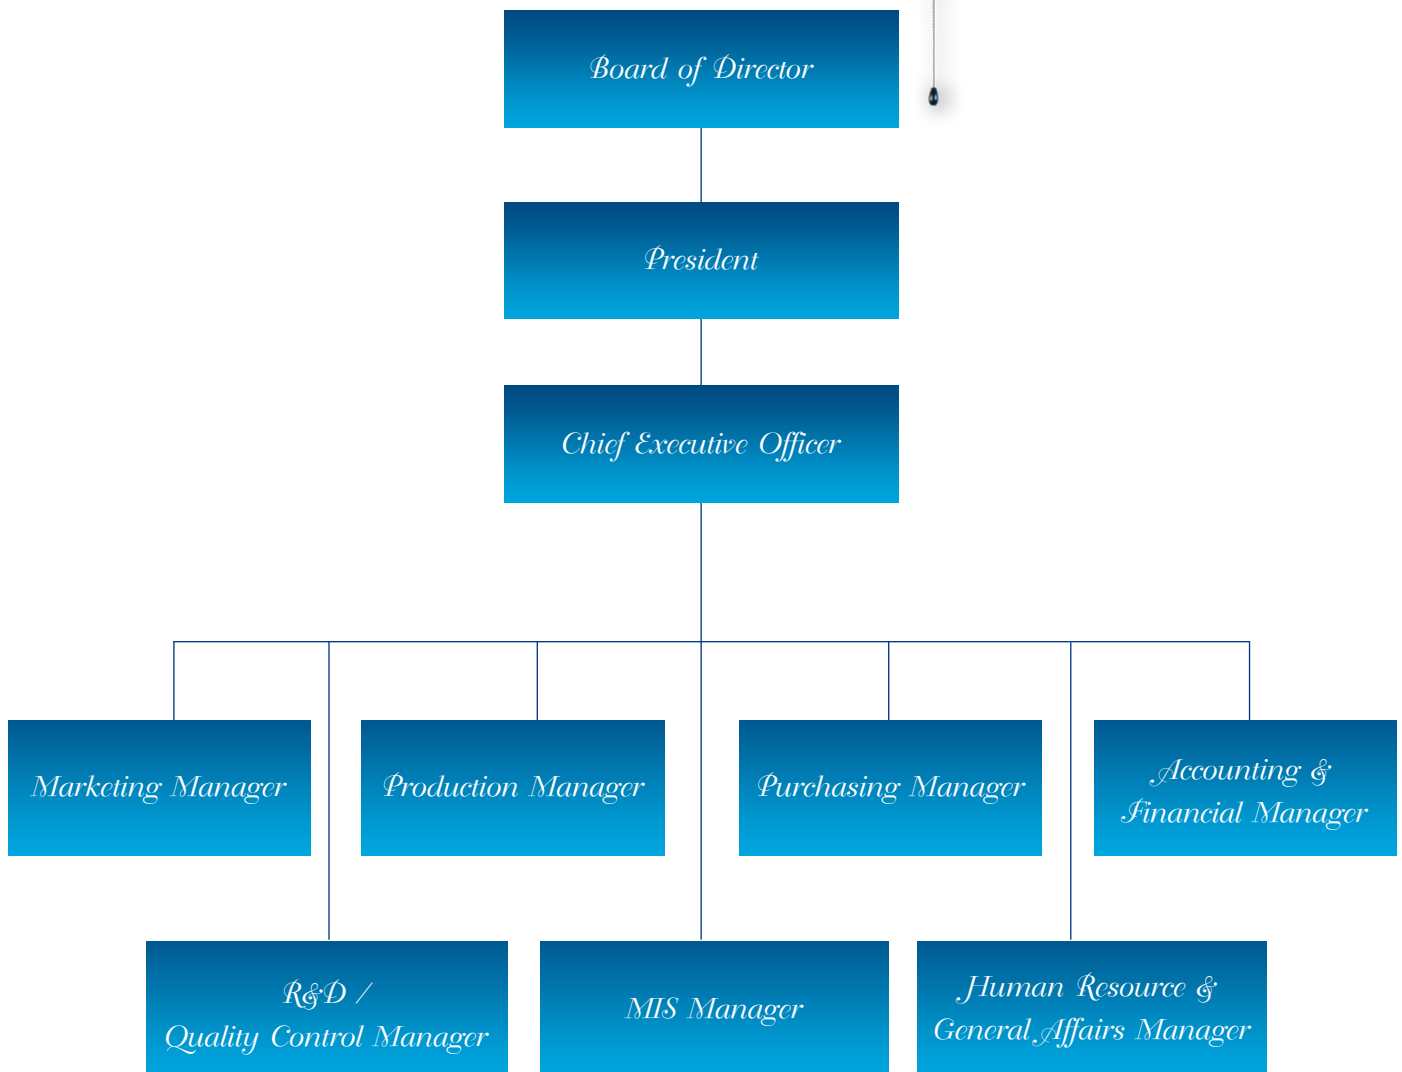 Board of Director
President
Chief Executive Officer
Marketing Manager
Production Manager
Purchasing Manager
Accounting &
Financial Manager
R&D /
Quality Control Manager
MIS Manager
Human Resource &
General Affairs Manager